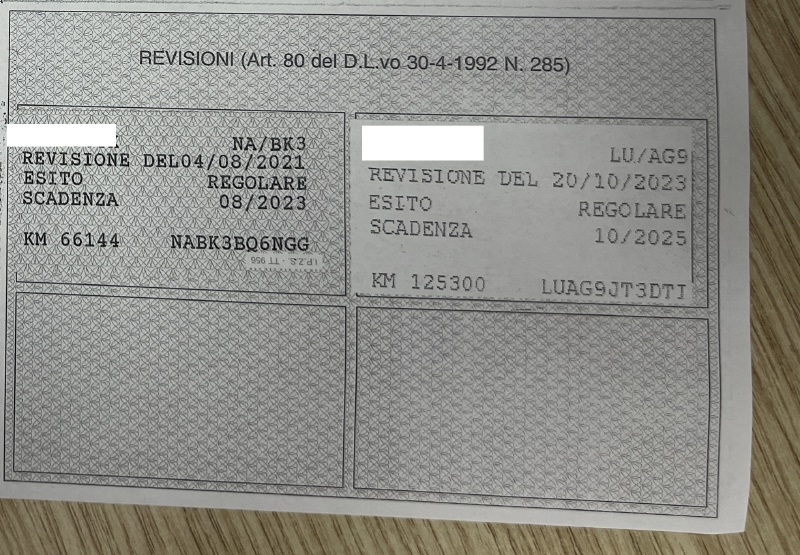 REVISIONI (Art. 80 del D.L.vo 30-4-1992 N. 285)
NA/BK3
REVISIONE DEL04/08/2021
ESITO REGOLARE
SCADENZA 08/2023
KM 66144 NABK3BQ6NGG
I.P.Z.S. - TT 956
LU/AG9
REVISIONE DEL 20/10/2023
ESITO REGOLARE
SCADENZA 10/2025
KM 125300 LUAG9JT3DTI